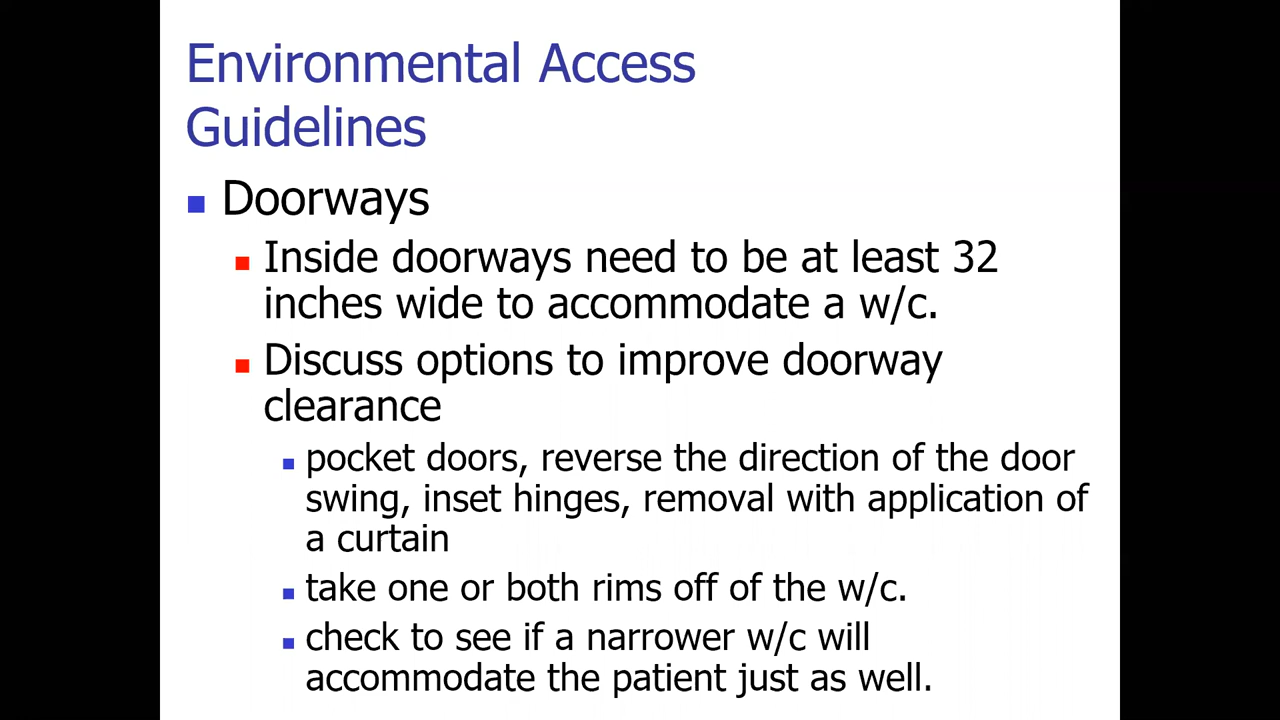 Environmental Access
Guidelines
Doorways
Inside doorways need to be at least 32
inches wide to accommodate a w/c.
Discuss options to improve doorway
clearance
pocket doors, reverse the direction of the door
swing, inset hinges, removal with application of
a curtain
take one or both rims off of the w/c.
check to see if a narrower w/c will
accommodate the patient just as well.